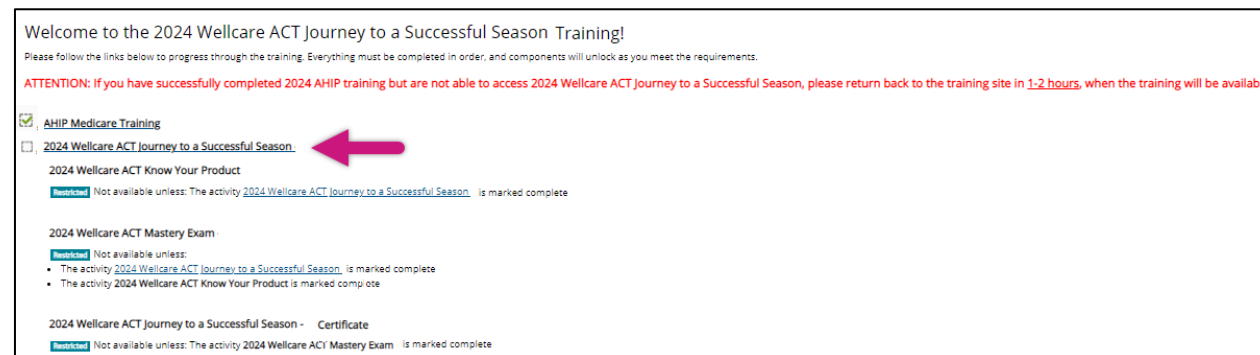 Welcome to the 2024 Wellcare ACT Journey to a Successful Season Training!
Please follow the links below to progress through the training. Everything must be completed in order, and components will unlock as you meet the requirements.
ATTENTION: If you have successfully completed 2024 AHIP training but are not able to access 2024 Wellcare ACT Journey to a Successful Season, please return back to the training site in 1-2 hours, when the training will be availab
AHIP Medicare Training
2024 Wellcare ACT Journey to a Successful Season
2024 Wellcare ACT Know Your Product
Restricted Not available unless: The activity 2024 Wellcare ACT Journey to a Successful Season is marked complete
2024 Wellcare ACT Mastery Exam
Restricted Not available unless:
• The activity 2024 Wellcare ACT Journey to a Successful Season is marked complete
• The activity 2024 Wellcare ACT Know Your Product is marked complete
2024 Wellcare ACT Journey to a Successful Season - Certificate
Restricted Not available unless: The activity 2024 Wellcare ACT Mastery Exam is marked complete